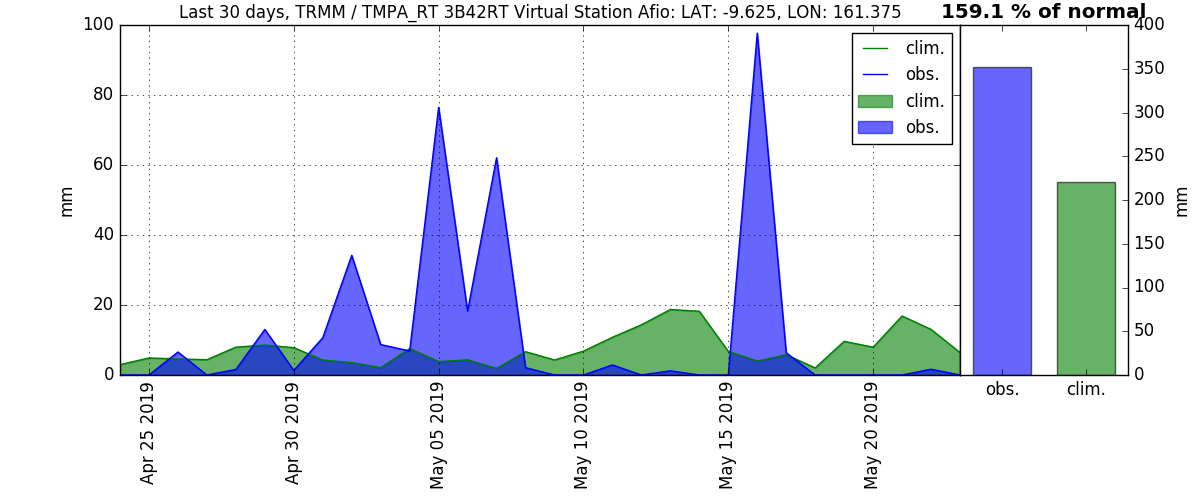 Last 30 days, TRMM / TMPA_RT 3B42RT Virtual Station Afio: LAT: -9.625, LON: 161.375
159.1 % of normal
mm
100
80
60
40
20
0
clim.
obs.
clim.
obs.
Apr 25 2019
Apr 30 2019
May 05 2019
May 10 2019
May 15 2019
May 20 2019
400
350
300
250
200
150
100
50
0
mm
obs.
clim.